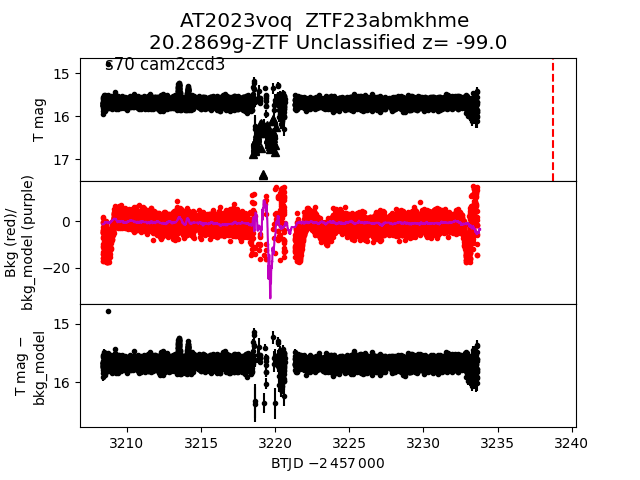 AT2023voq  ZTF23abmkhme
20.2869g-ZTF Unclassified z= -99.0
s70 cam2ccd3
15
16
17
T mag
0
−20
Bkg (red)/
bkg_model (purple)
15
16
T mag −
bkg_model
3210 3215 3220 3225 3230 3235 3240
BTJD −2 457 000